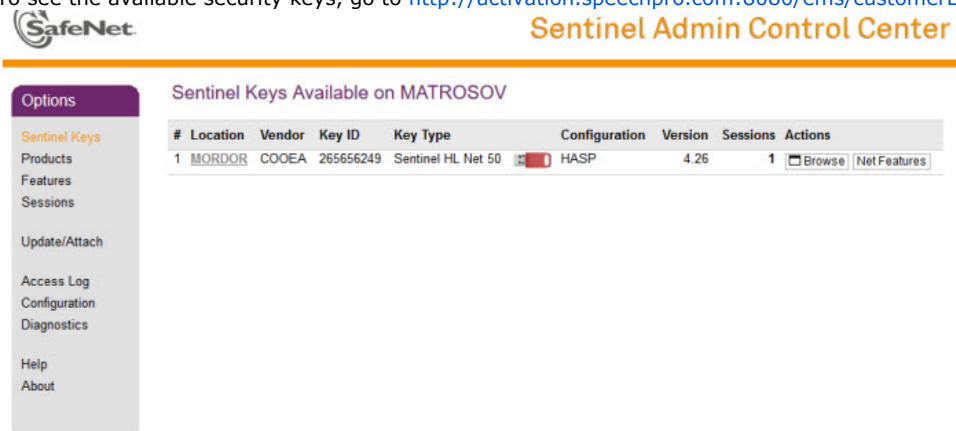 To see the available security keys, go to http://activation.speechpro.com:8080/ems/customerL
SafeNet.
Sentinel Admin Control Center
Options
Sentinel Keys
Products
Features
Sessions
Update/Attach
Access Log
Configuration
Diagnostics
Help
About
Sentinel Keys Available on MATROSOV
# Location Vendor Key ID Key Type Configuration Version Sessions Actions
1 MORDOR COOEA 265656249 Sentinel HL Net 50 HASP 4.26 1 Browse Net Features